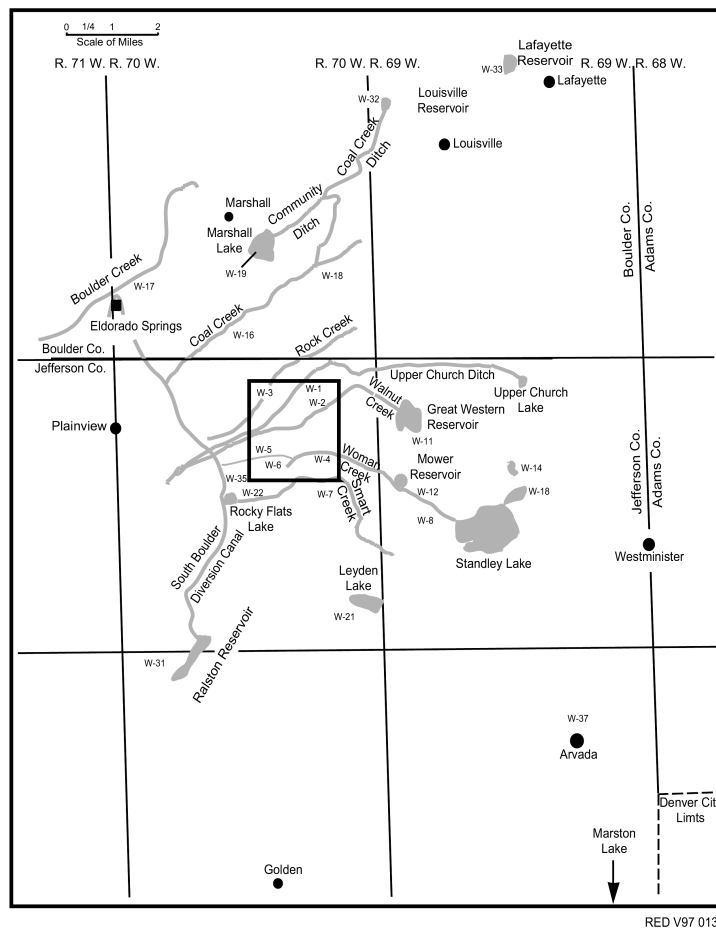 0 1/4 1 2
Scale of Miles
R. 71 W. R. 70 W.
R. 70 W. R. 69 W.
R. 69 W. R. 68 W.
Lafayette
Reservoir
W-33
Lafayette
W-32
Louisville
Reservoir
Louisville
Coal Creek
Ditch
Marshall
Community
Ditch
Marshall
Lake
W-19
W-18
Boulder Creek
W-17
Eldorado Springs
Coal Creek
W-16
Boulder Co.
Adams Co.
Rock Creek
Boulder Co.
Jefferson Co.
Upper Church Ditch
Upper Church
Lake
W-3
W-1
W-2
Walnut
Creek
Great Western
Reservoir
W-11
Plainview
W-5
W-6
W-4
Woman
Creek
Mower
Reservoir
W-14
W-18
W-12
W-8
Jefferson Co.
Adams Co.
W-35
W-22
W-7
Smart
Creek
Rocky Flats
Lake
Standley Lake
Westminister
South Boulder
Diversion Canal
Leyden
Lake
W-21
Ralston Reservoir
W-31
W-37
Arvada
Denver Cit
Limts
Marston
Lake
Golden
RED V97 013